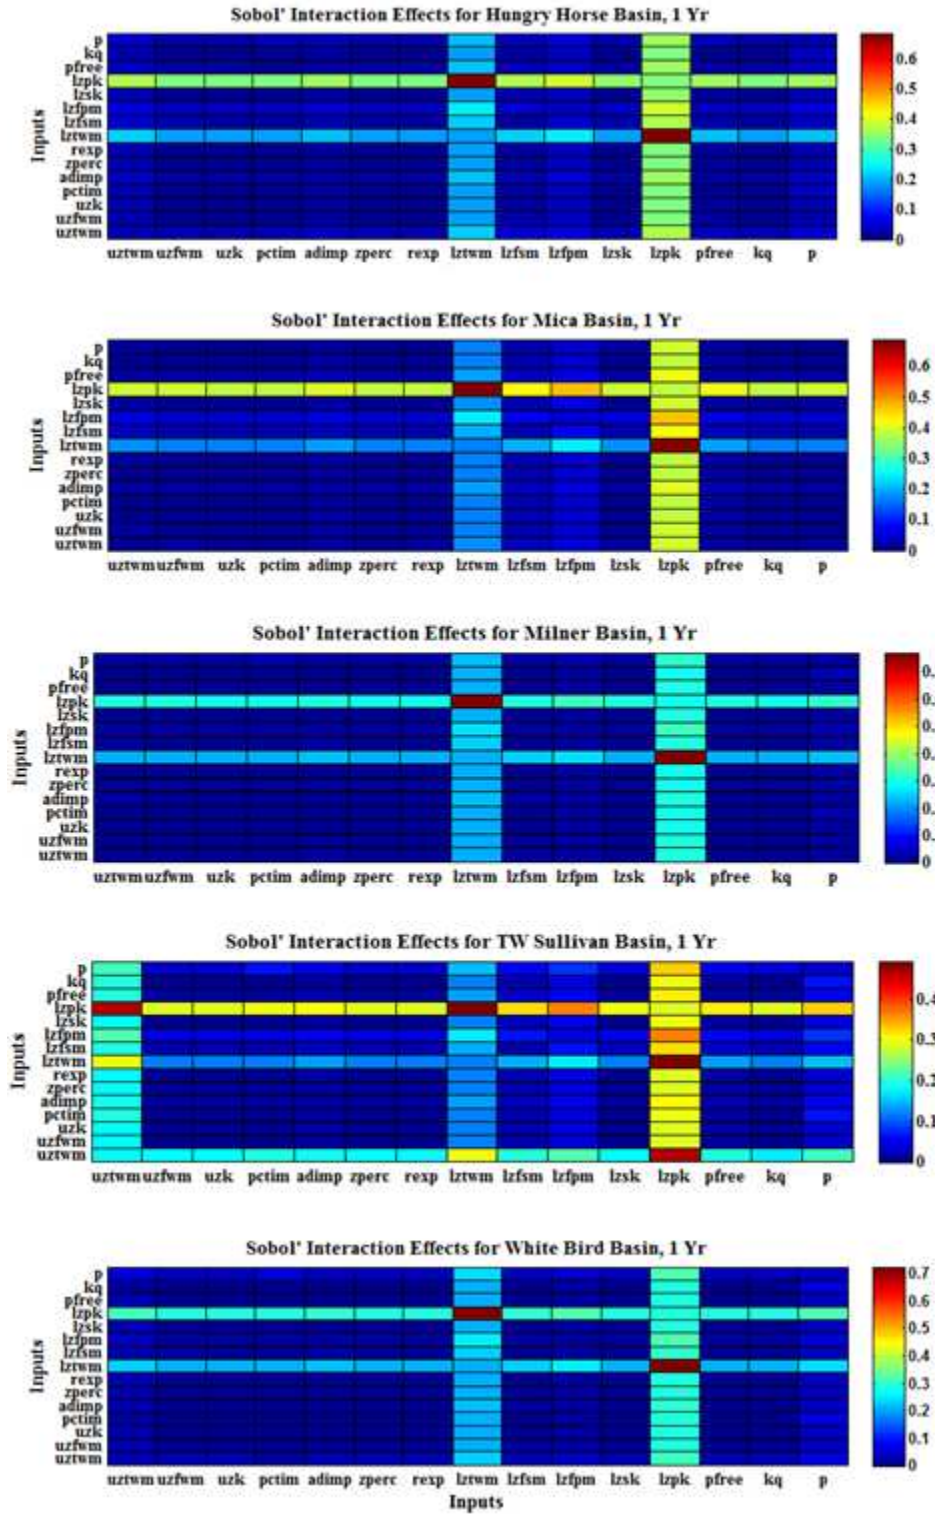 Sobol' Interaction Effects for Hungry Horse Basin, 1 Yr
Inputs
p
kq
pfree
lzpk
lzsk
lzfpm
lzfsm
lztwm
rexp
zperc
adimp
pctim
uzk
uzfwm
uztwm
uztwm uzfwm uzk pctim adimp zperc rexp lztwm lzfsm lzfpm lzsk lzpk pfree kq p
0.6
0.5
0.4
0.3
0.2
0.1
0
Sobol' Interaction Effects for Mica Basin, 1 Yr
Inputs
p
kq
pfree
lzpk
lzsk
lzfpm
lzfsm
lztwm
rexp
zperc
adimp
pctim
uzk
uzfwm
uztwm
uztwm uzfwm uzk pctim adimp zperc rexp lztwm lzfsm lzfpm lzsk lzpk pfree kq p
0.6
0.5
0.4
0.3
0.2
0.1
0
Sobol' Interaction Effects for Milner Basin, 1 Yr
Inputs
p
kq
pfree
lzpk
lzsk
lzfpm
lzfsm
lztwm
rexp
zperc
adimp
pctim
uzk
uzfwm
uztwm
uztwm uzfwm uzk pctim adimp zperc rexp lztwm lzfsm lzfpm lzsk lzpk pfree kq p
0.
0.
0.
0.
0.
0.
0.
0
Sobol' Interaction Effects for TW Sullivan Basin, 1 Yr
Inputs
p
kq
pfree
lzpk
lzsk
lzfpm
lzfsm
lztwm
rexp
zperc
adimp
pctim
uzk
uzfwm
uztwm
uztwm uzfwm uzk pctim adimp zperc rexp lztwm lzfsm lzfpm lzsk lzpk pfree kq p
0.4
0.3
0.2
0.1
0
Sobol' Interaction Effects for White Bird Basin, 1 Yr
Inputs
p
kq
pfree
lzpk
lzsk
lzfpm
lzfsm
lztwm
rexp
zperc
adimp
pctim
uzk
uzfwm
uztwm
uztwm uzfwm uzk pctim adimp zperc rexp lztwm lzfsm lzfpm lzsk lzpk pfree kq p
Inputs
0.7
0.6
0.5
0.4
0.3
0.2
0.1
0